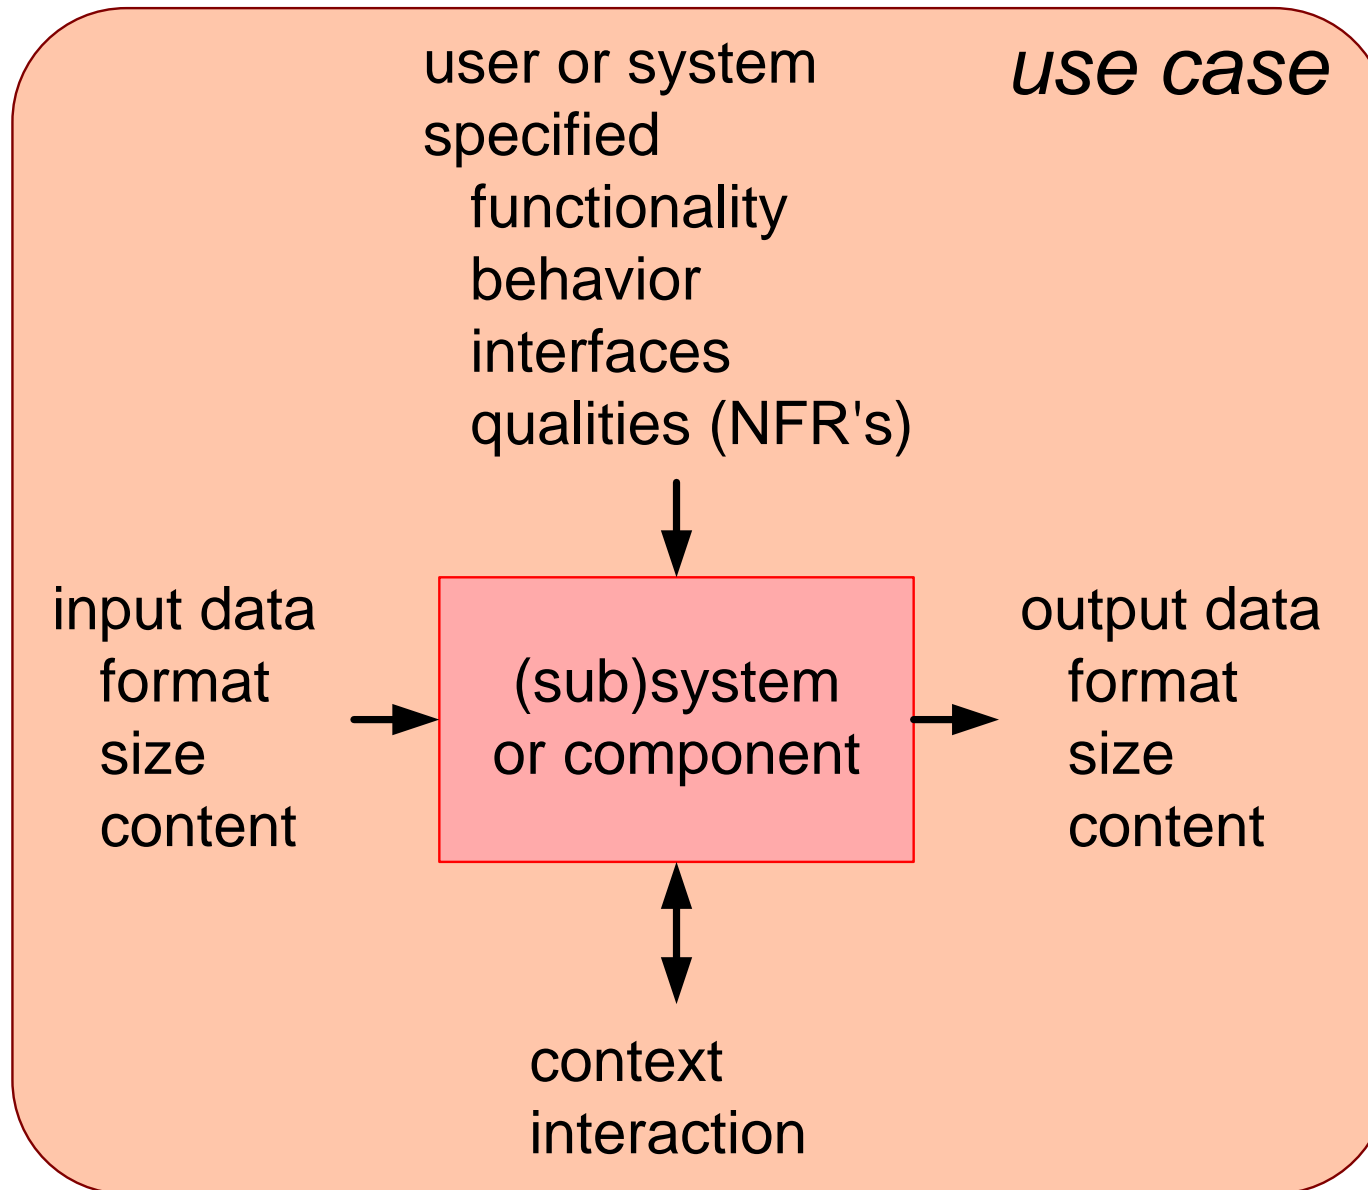 use case
user or system
specified
functionality
behavior
interfaces
qualities (NFR's)
input data
format
size
content
(sub)system
or component
output data
format
size
content
context
interaction